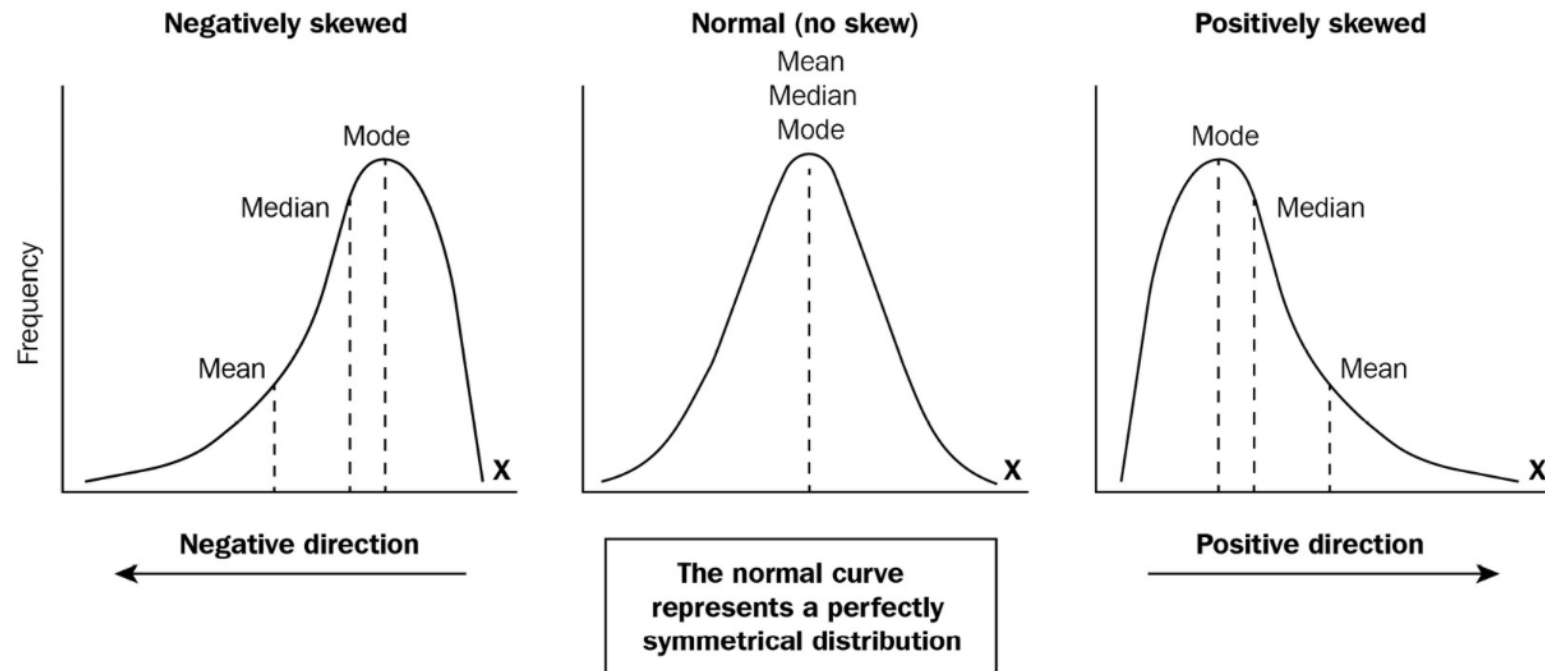 Negatively skewed
Mode
Median
Mean
Frequency
X
Negative direction
Normal (no skew)
Mean
Median
Mode
X
The normal curve
represents a perfectly
symmetrical distribution
Positively skewed
Mode
Median
Mean
X
Positive direction